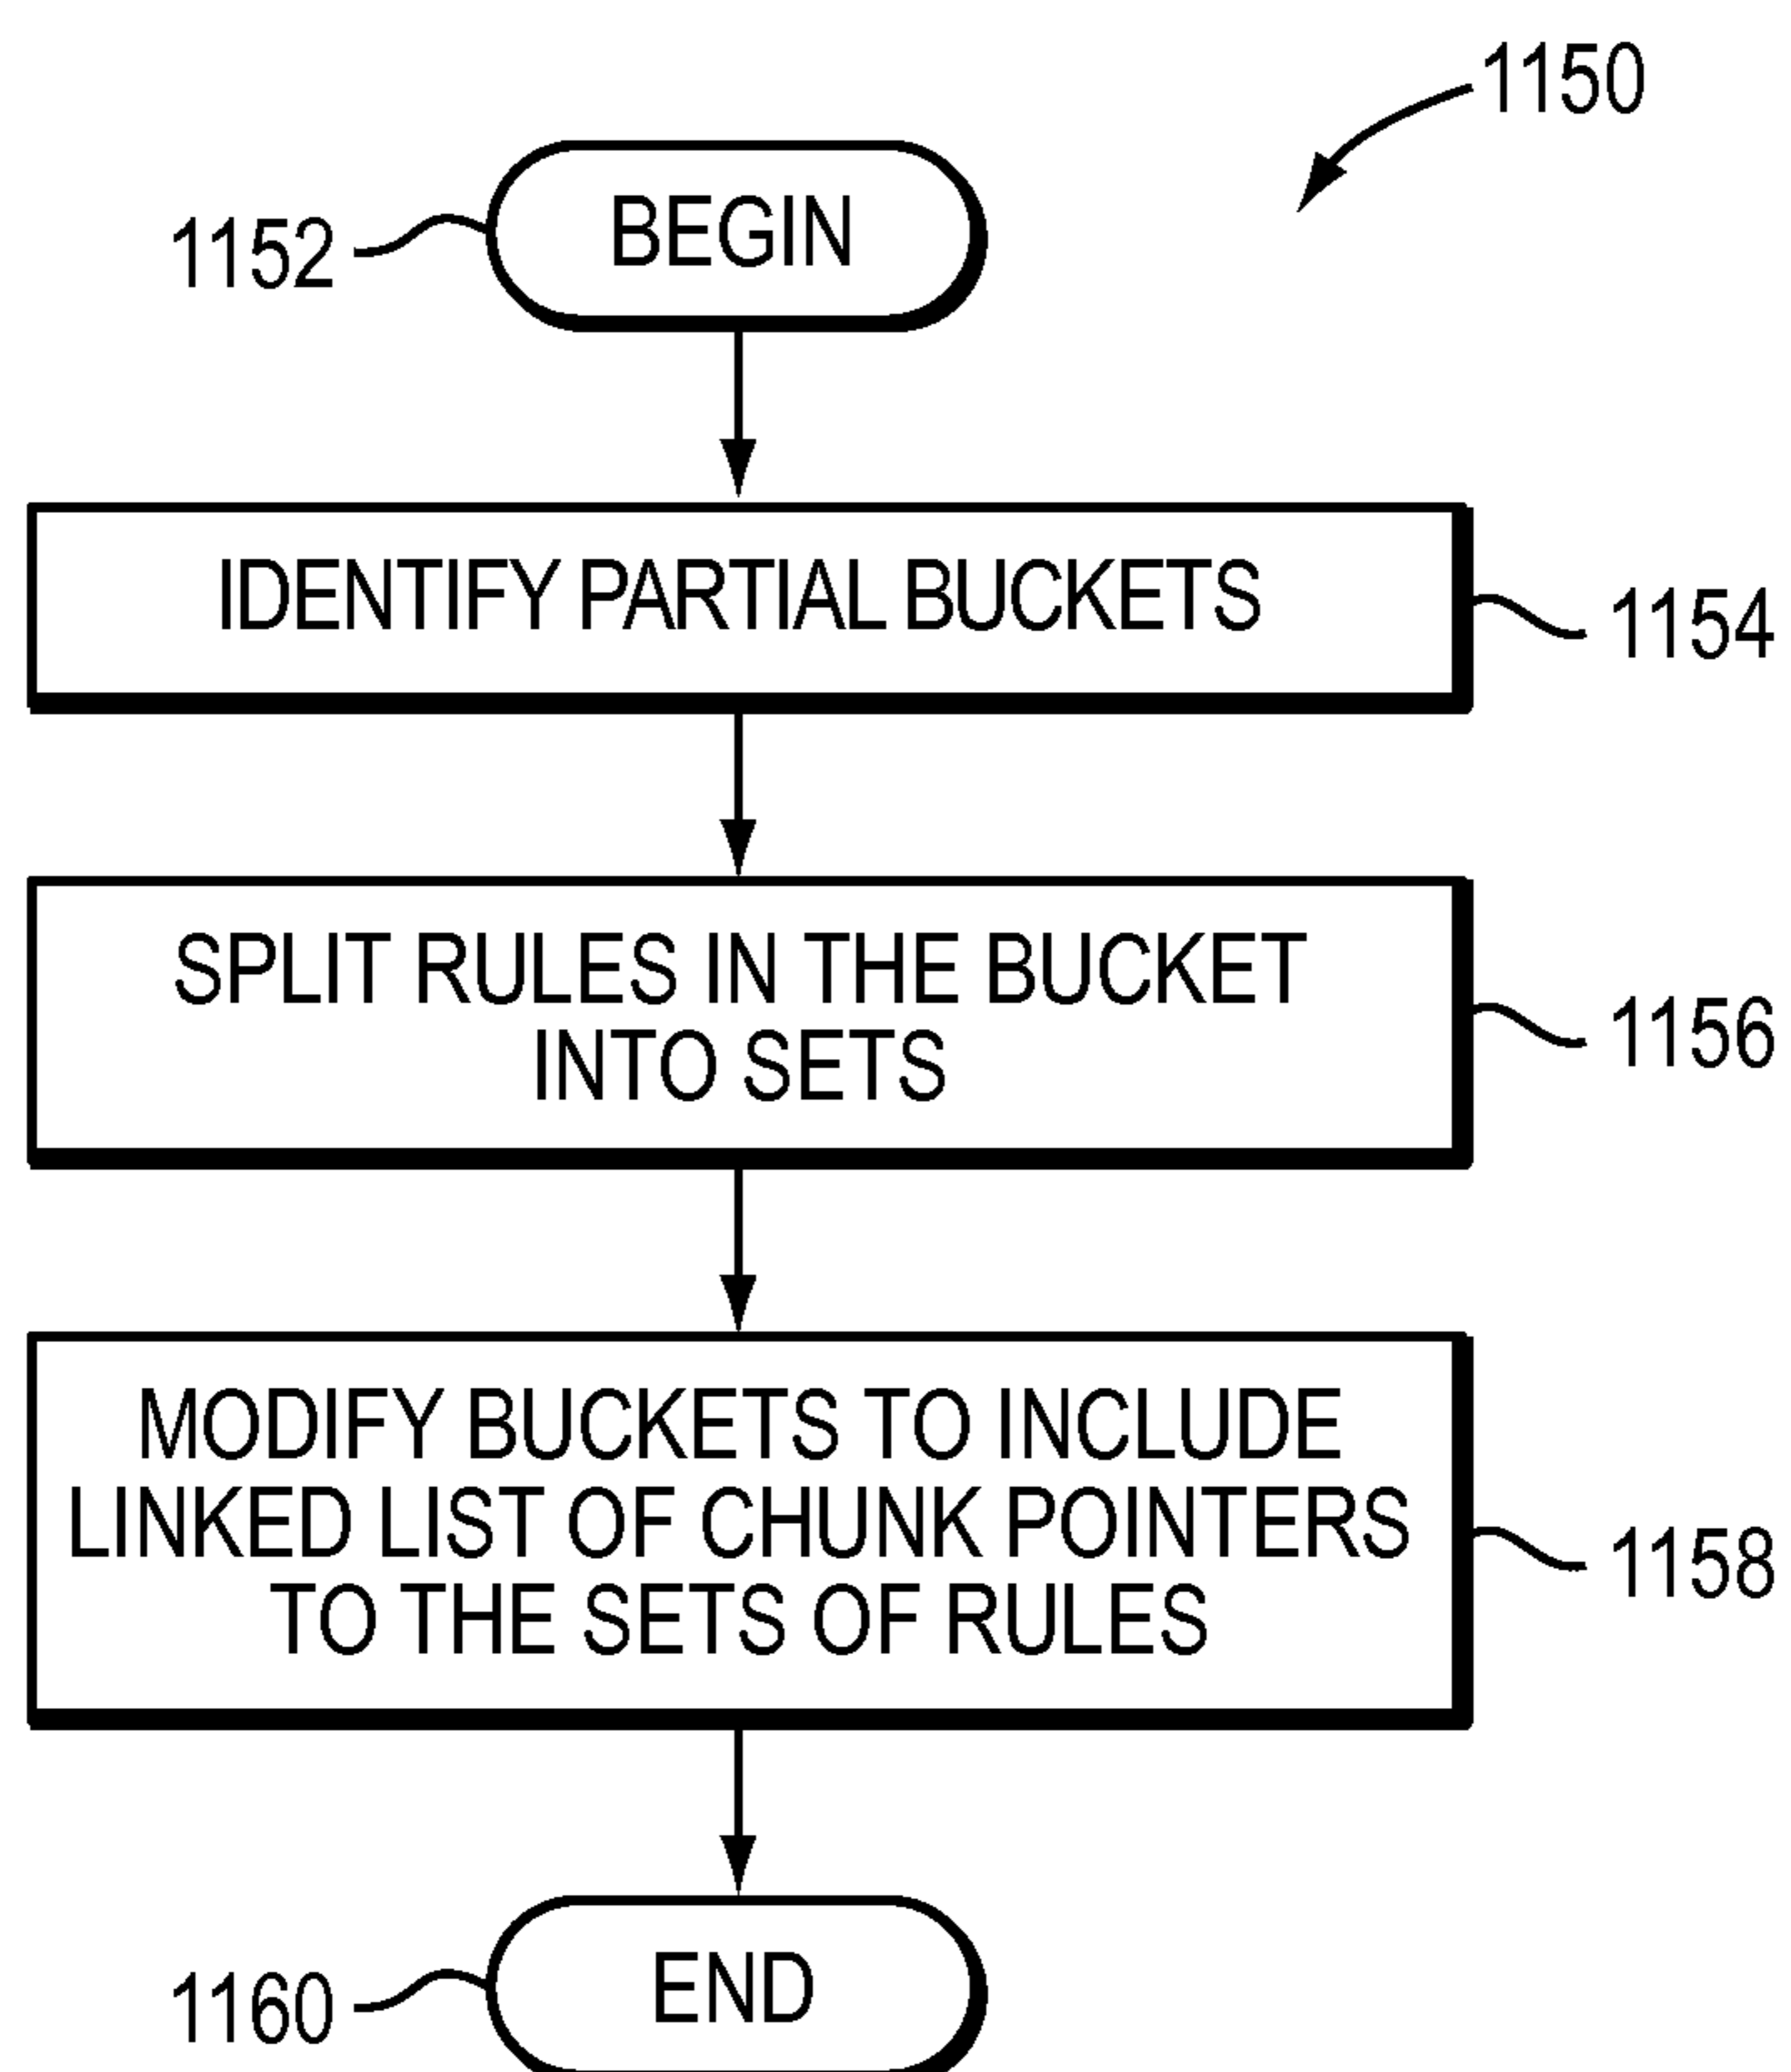 1150
BEGIN
1152
IDENTIFY PARTIAL BUCKETS
1154
SPLIT RULES IN THE BUCKET
INTO SETS
1156
MODIFY BUCKETS TO INCLUDE
LINKED LIST OF CHUNK POINTERS
TO THE SETS OF RULES
1158
END
1160